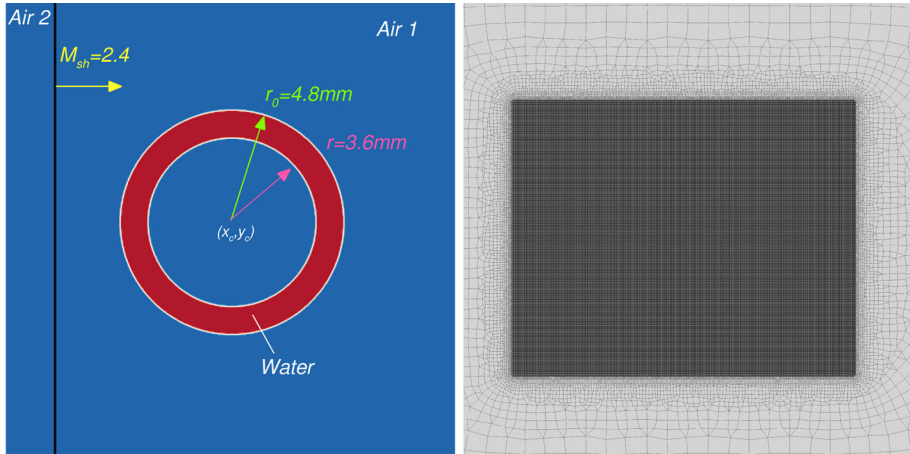 Air 2
Air 1
M_sh=2.4
r_0=4.8mm
r=3.6mm
(x_c,y_c)
Water